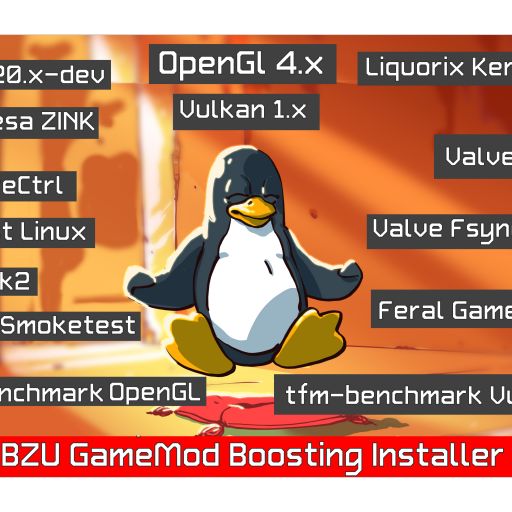 OpenGl 4.x
20.x-dev
Liquorix Ker
Vulkan 1.x
esa ZINK
Valve
eCtrl
t Linux
Valve Fsyn
k2
Feral Game
Smoketest
nchmark OpenGL
tfm-benchmark Vu
BZU GameMod Boosting Installer